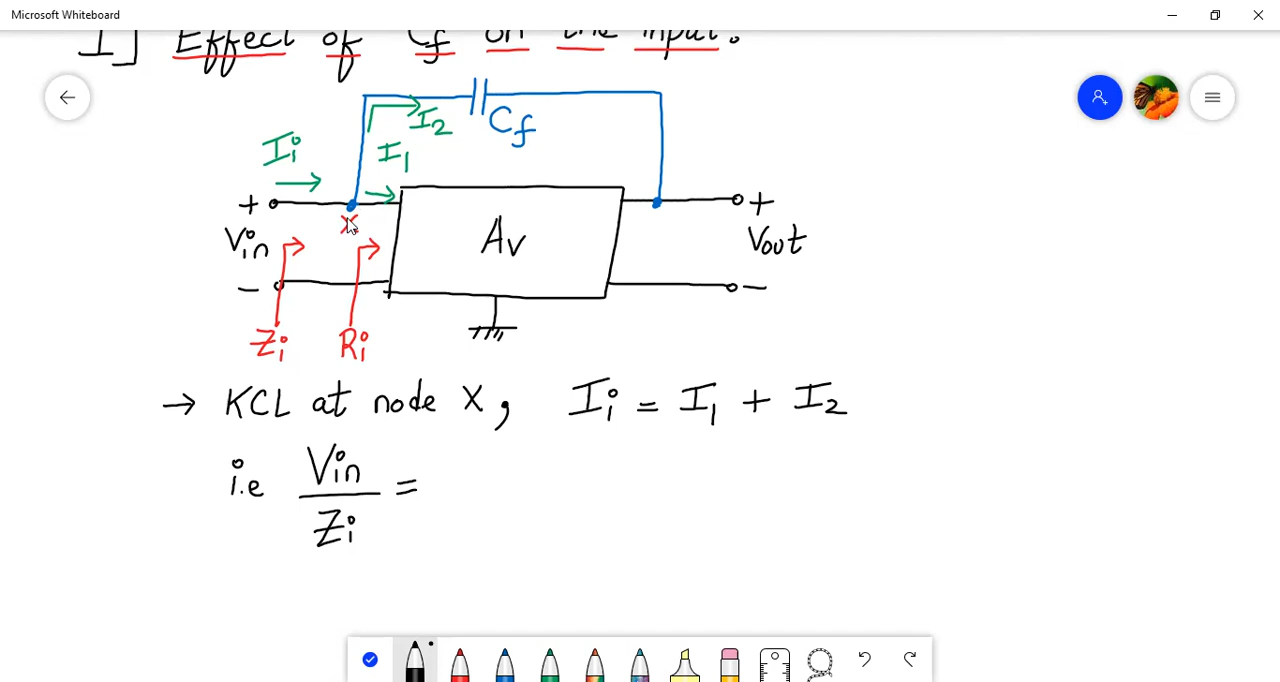 Microsoft Whiteboard
I] Effect of Cf on the input.
I2
Cf
Ii
I1
+
x
+
Vin
Av
Vout
-
-
Zi
Ri
→ KCL at node X, Ii = I1 + I2
i.e Vin / Zi =